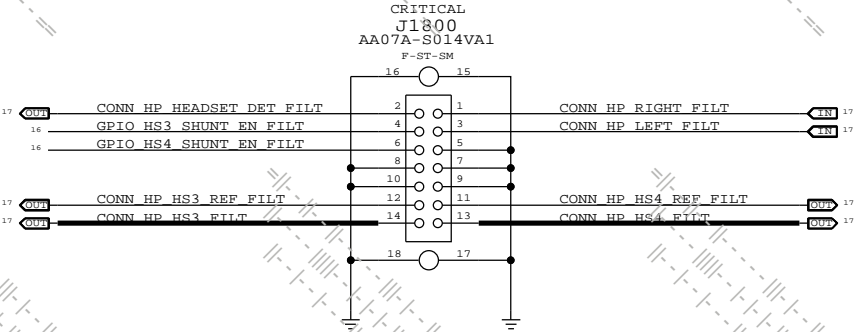 CRITICAL
J1800
AA07A-S014VA1
F-ST-SM
16 15
17 OUT CONN_HP_HEADSET_DET_FILT 2 1 CONN_HP_RIGHT_FILT IN 17
16 GPIO_HS3_SHUNT_EN_FILT 4 3 CONN_HP_LEFT_FILT IN 17
16 GPIO_HS4_SHUNT_EN_FILT 6 5
8 7
10 9
17 OUT CONN_HP_HS3_REF_FILT 12 11 CONN_HP_HS4_REF_FILT OUT 17
17 OUT CONN_HP_HS3_FILT 14 13 CONN_HP_HS4_FILT OUT 17
18 17